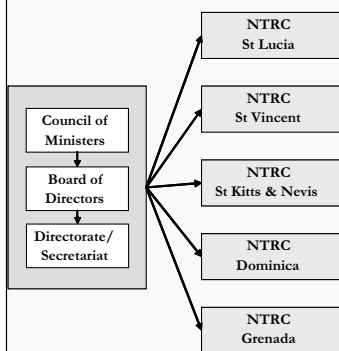 Council of
Ministers
Board of
Directors
Directorate/
Secretariat
NTRC
St Lucia
NTRC
St Vincent
NTRC
St Kitts & Nevis
NTRC
Dominica
NTRC
Grenada